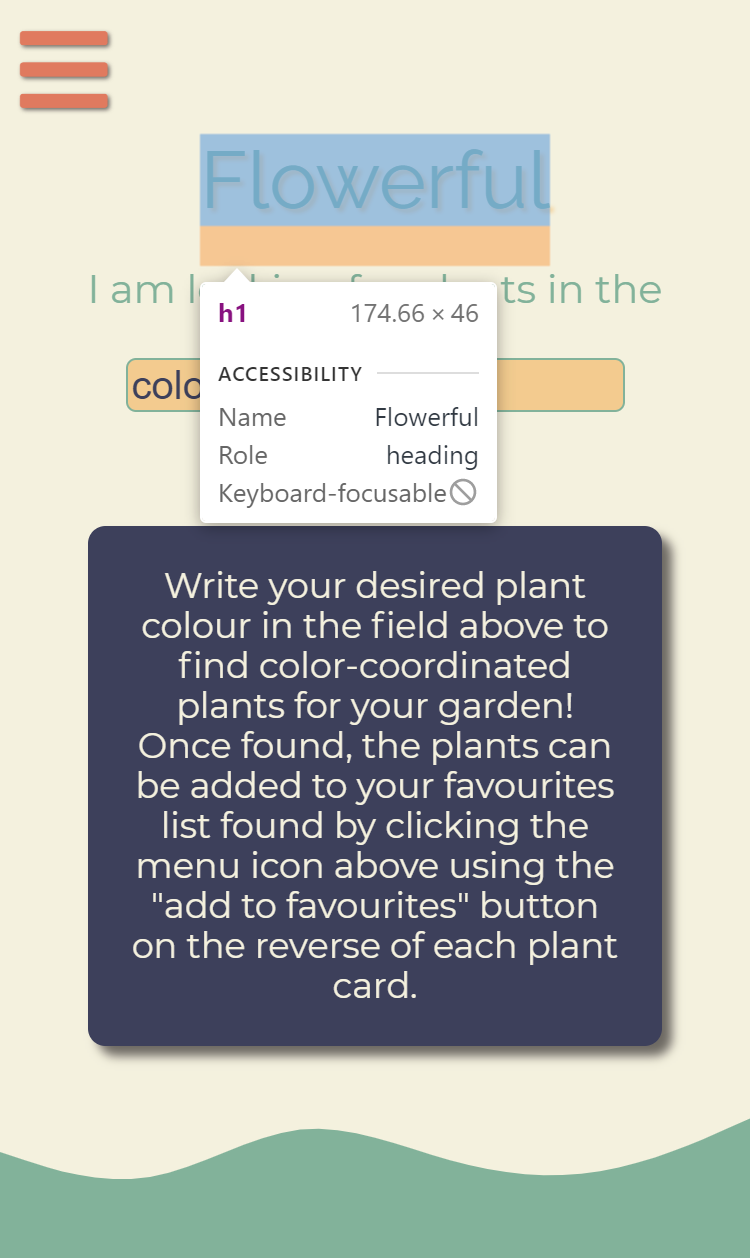 Flowerful
I am l ts in the
h1 174.66 × 46
colo
ACCESSIBILITY
Name Flowerful
Role heading
Keyboard-focusable
Write your desired plant
colour in the field above to
find color-coordinated
plants for your garden!
Once found, the plants can
be added to your favourites
list found by clicking the
menu icon above using the
"add to favourites" button
on the reverse of each plant
card.